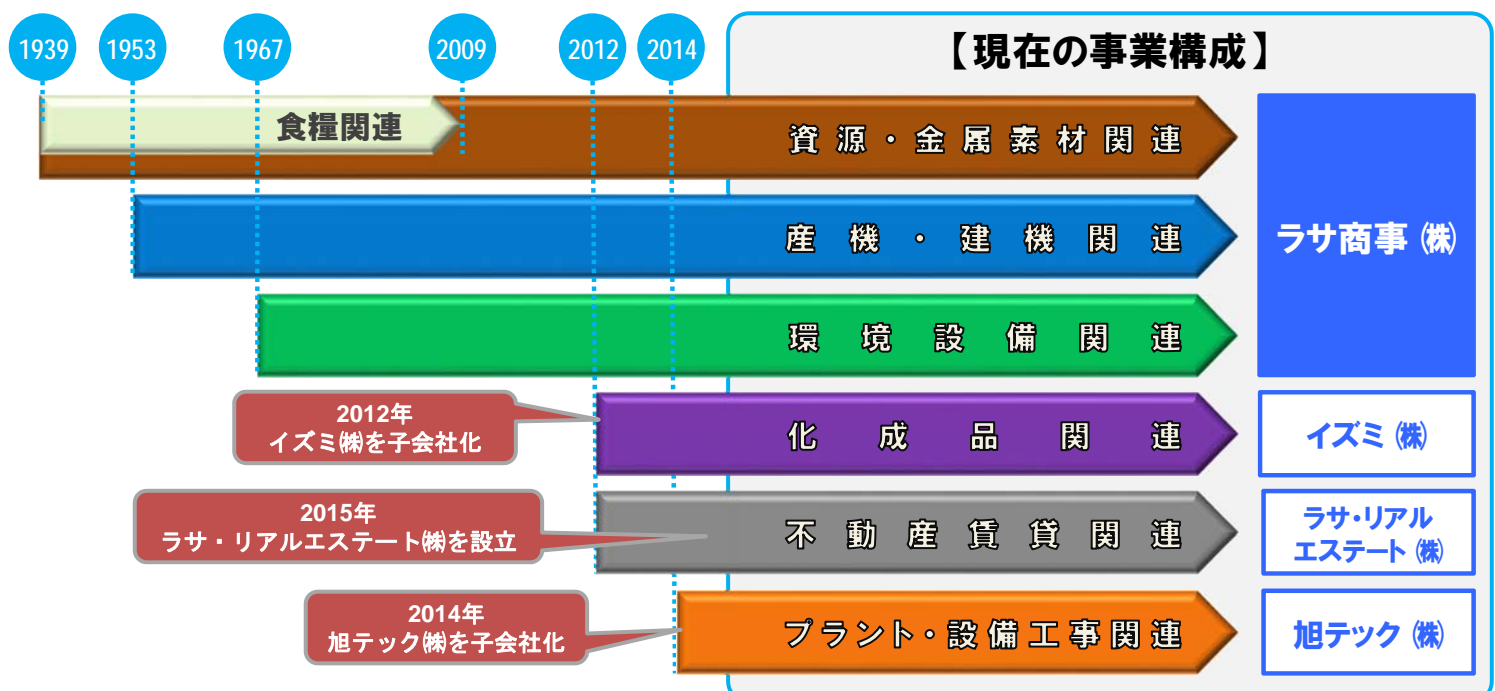 1939
1953
1967
2009
2012
2014
【現在の事業構成】
食糧関連
資源・金属素材関連
産機・建機関連
環境設備関連
ラサ商事㈱
2012年
イズミ㈱を子会社化
化成品関連
イズミ㈱
2015年
ラサ・リアルエステート㈱を設立
不動産賃貸関連
ラサ・リアル
エステート㈱
2014年
旭テック㈱を子会社化
プラント・設備工事関連
旭テック㈱